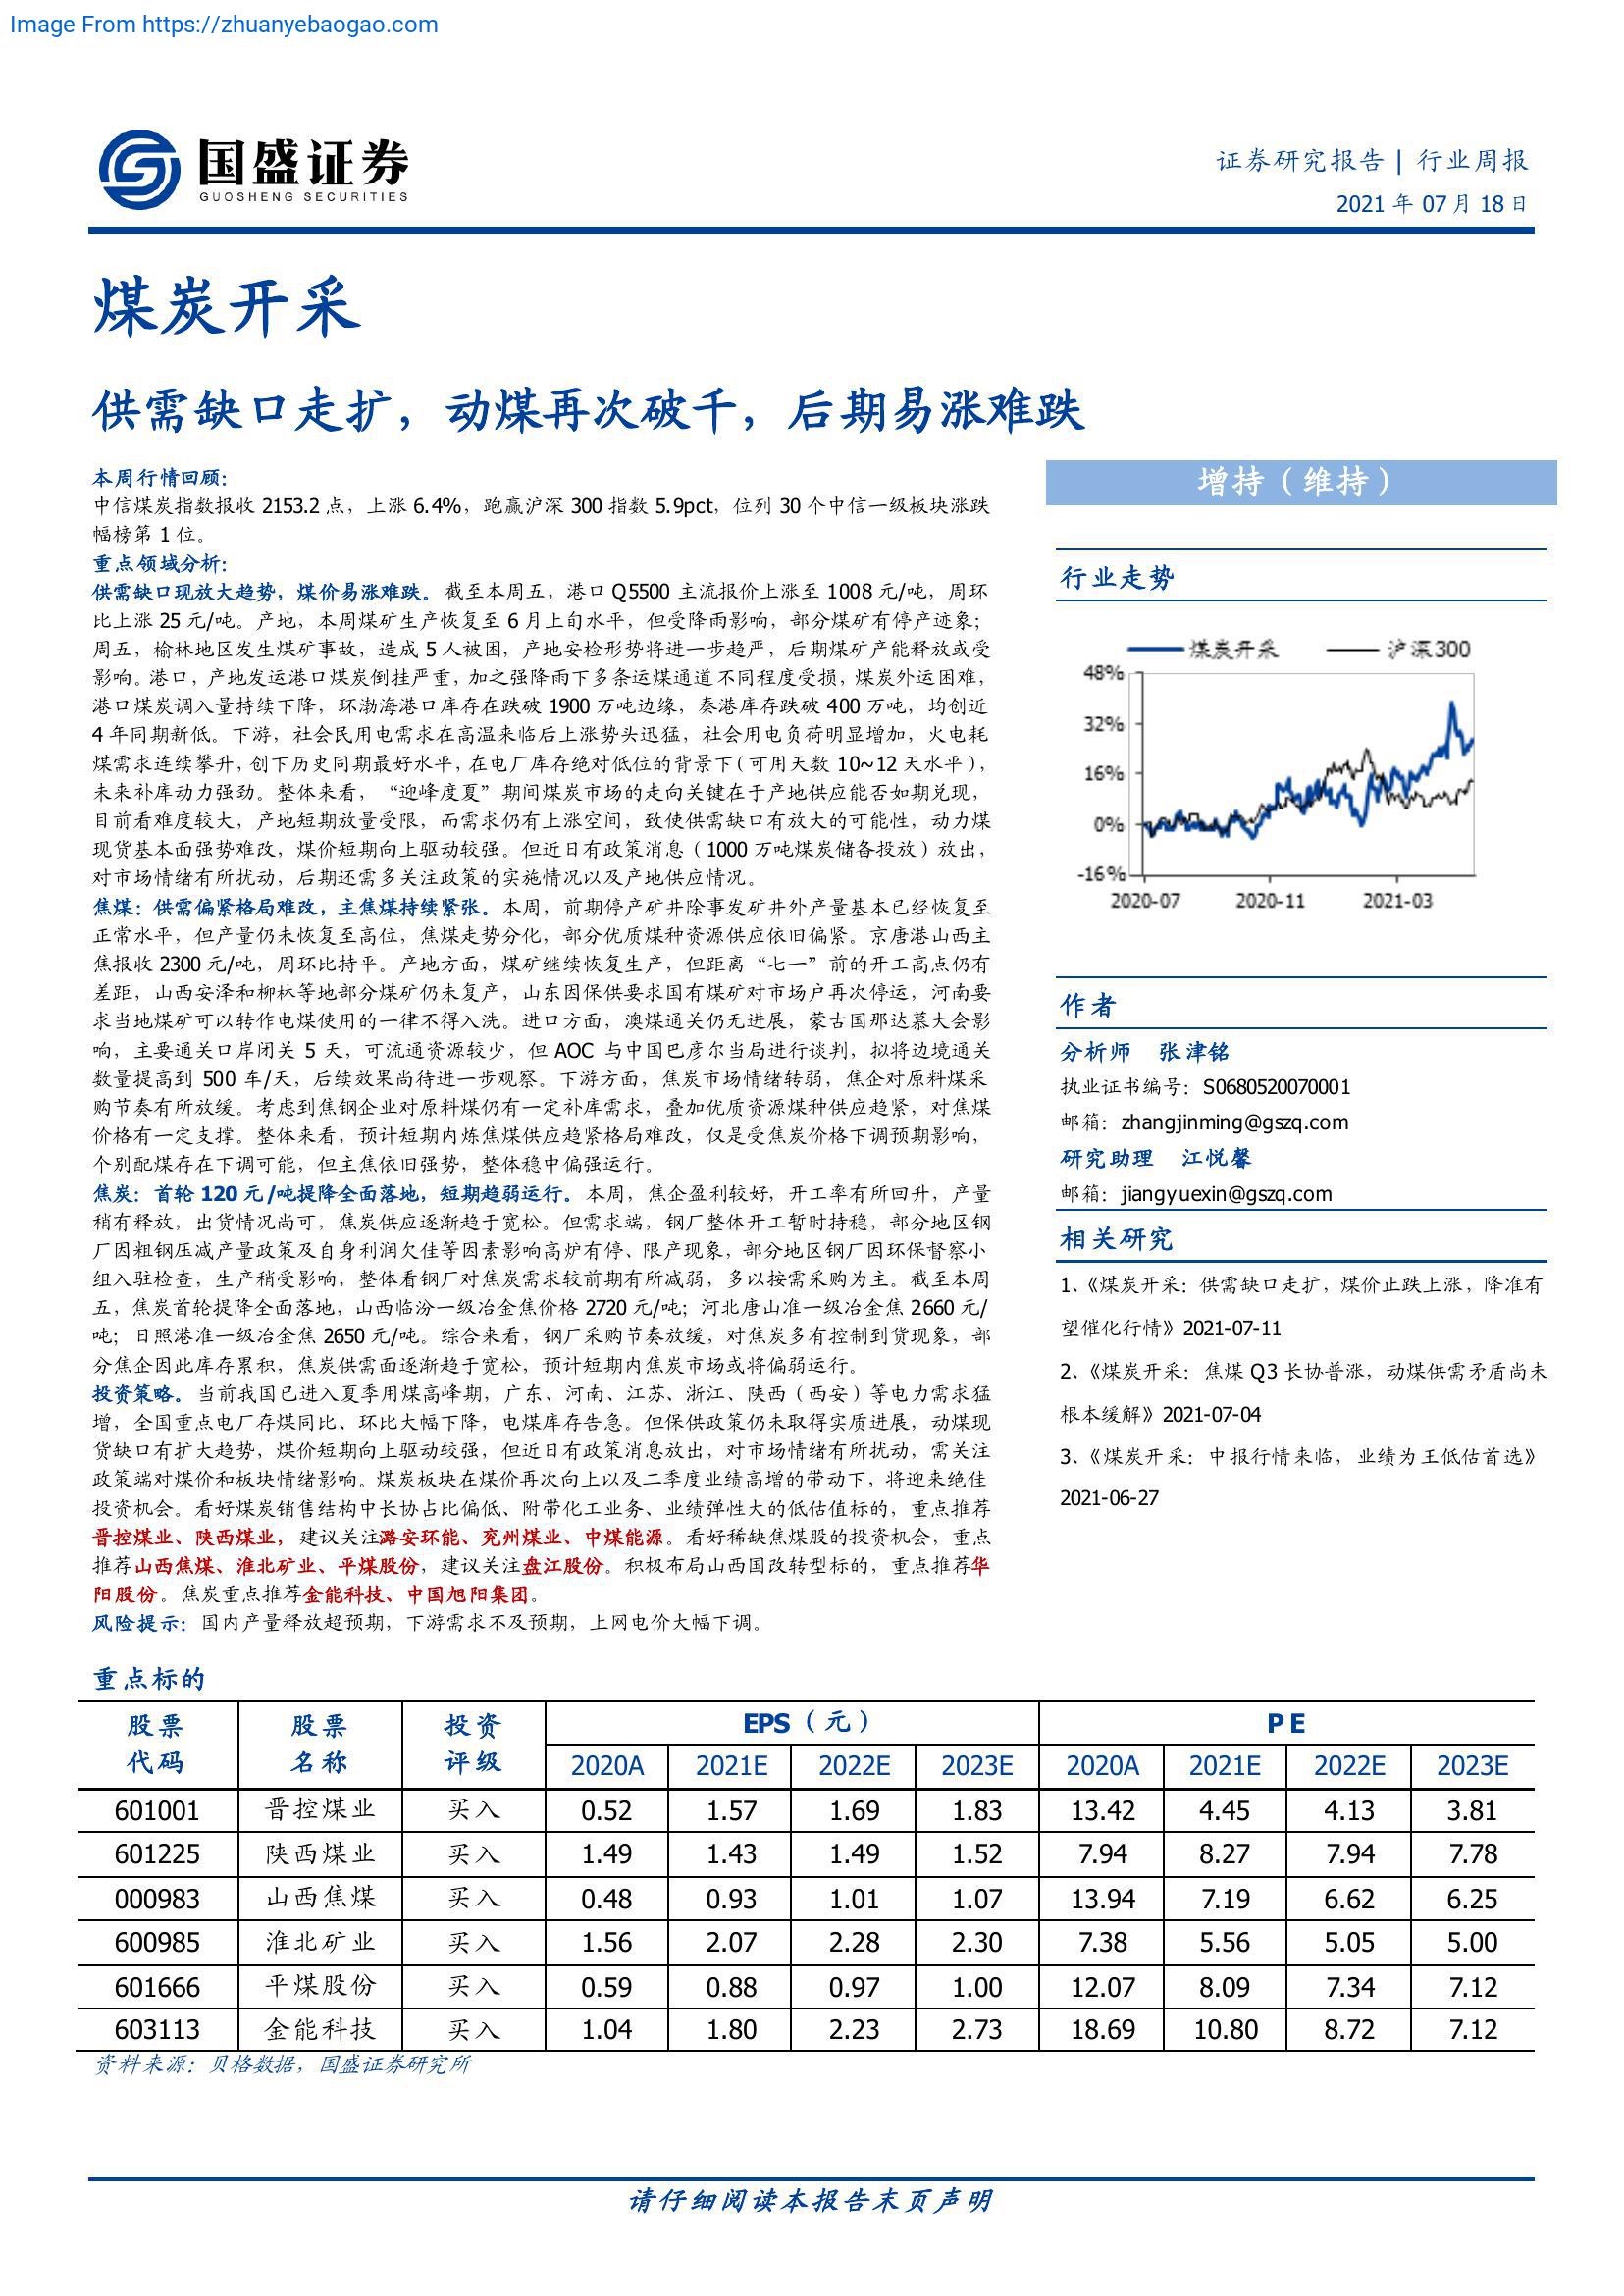 Image From https://zhuanyebaogao.com
国盛证券
GUOSHENG SECURITIES
证券研究报告 | 行业周报
2021 年 07 月 18 日
煤炭开采
供需缺口走扩，动煤再次破千，后期易涨难跌
本周行情回顾：
中信煤炭指数报收 2153.2 点，上涨 6.4%，跑赢沪深 300 指数 5.9pct，位列 30 个中信一级板块涨跌
幅榜第 1 位。
重点领域分析：
供需缺口现放大趋势，煤价易涨难跌。截至本周五，港口 Q5500 主流报价上涨至 1008 元/吨，周环
比上涨 25 元/吨。产地，本周煤矿生产恢复至 6 月上旬水平，但受降雨影响，部分煤矿有停产迹象；
周五，榆林地区发生煤矿事故，造成 5 人被困，产地安检形势将进一步趋严，后期煤矿产能释放或受
影响。港口，产地发运港口煤炭倒挂严重，加之强降雨下多条运煤通道不同程度受损，煤炭外运困难，
港口煤炭调入量持续下降，环渤海港口库存在跌破 1900 万吨边缘，秦港库存跌破 400 万吨，均创近
4 年同期新低。下游，社会民用电需求在高温来临后上涨势头迅猛，社会用电负荷明显增加，火电耗
煤需求连续攀升，创下历史同期最好水平，在电厂库存绝对低位的背景下（可用天数 10~12 天水平），
未来补库动力强劲。整体来看，“迎峰度夏”期间煤炭市场的走向关键在于产地供应能否如期兑现，
目前看难度较大，产地短期放量受限，而需求仍有上涨空间，致使供需缺口有放大的可能性，动力煤
现货基本面强势难改，煤价短期向上驱动较强。但近日有政策消息（1000 万吨煤炭储备投放）放出，
对市场情绪有所扰动，后期还需多关注政策的实施情况以及产地供应情况。
焦煤：供需偏紧格局难改，主焦煤持续紧张。本周，前期停产矿井除事发矿井外产量基本已经恢复至
正常水平，但产量仍未恢复至高位，焦煤走势分化，部分优质煤种资源供应依旧偏紧。京唐港山西主
焦报收 2300 元/吨，周环比持平。产地方面，煤矿继续恢复生产，但距离“七一”前的开工高点仍有
差距，山西安泽和柳林等地部分煤矿仍未复产，山东因保供要求国有煤矿对市场户再次停运，河南要
求当地煤矿可以转作电煤使用的一律不得入洗。进口方面，澳煤通关仍无进展，蒙古国那达慕大会影
响，主要通关口岸闭关 5 天，可流通资源较少，但 AOC 与中国巴彦尔当局进行谈判，拟将边境通关
数量提高到 500 车/天，后续效果尚待进一步观察。下游方面，焦炭市场情绪转弱，焦企对原料煤采
购节奏有所放缓。考虑到焦钢企业对原料煤仍有一定补库需求，叠加优质资源煤种供应趋紧，对焦煤
价格有一定支撑。整体来看，预计短期内炼焦煤供应趋紧格局难改，仅是受焦炭价格下调预期影响，
个别配煤存在下调可能，但主焦依旧强势，整体稳中偏强运行。
焦炭：首轮 120 元/吨提降全面落地，短期趋弱运行。本周，焦企盈利较好，开工率有所回升，产量
稍有释放，出货情况尚可，焦炭供应逐渐趋于宽松。但需求端，钢厂整体开工暂时持稳，部分地区钢
厂因粗钢压减产量政策及自身利润欠佳等因素影响高炉有停、限产现象，部分地区钢厂因环保督察小
组入驻检查，生产稍受影响，整体看钢厂对焦炭需求较前期有所减弱，多以按需采购为主。截至本周
五，焦炭首轮提降全面落地，山西临汾一级冶金焦价格 2720 元/吨；河北唐山准一级冶金焦 2660 元/
吨；日照港准一级冶金焦 2650 元/吨。综合来看，钢厂采购节奏放缓，对焦炭多有控制到货现象，部
分焦企因此库存累积，焦炭供需面逐渐趋于宽松，预计短期内焦炭市场或将偏弱运行。
投资策略。当前我国已进入夏季用煤高峰期，广东、河南、江苏、浙江、陕西（西安）等电力需求猛
增，全国重点电厂存煤同比、环比大幅下降，电煤库存告急。但保供政策仍未取得实质进展，动煤现
货缺口有扩大趋势，煤价短期向上驱动较强，但近日有政策消息放出，对市场情绪有所扰动，需关注
政策端对煤价和板块情绪影响。煤炭板块在煤价再次向上以及二季度业绩高增的带动下，将迎来绝佳
投资机会。看好煤炭销售结构中长协占比偏低、附带化工业务、业绩弹性大的低估值标的，重点推荐
晋控煤业、陕西煤业，建议关注潞安环能、兖州煤业、中煤能源。看好稀缺焦煤股的投资机会，重点
推荐山西焦煤、淮北矿业、平煤股份，建议关注盘江股份。积极布局山西国改转型标的，重点推荐华
阳股份。焦炭重点推荐金能科技、中国旭阳集团。
风险提示：国内产量释放超预期，下游需求不及预期，上网电价大幅下调。
增持（维持）
行业走势
煤炭开采 沪深300
48%
32%
16%
0%
-16%
2020-07 2020-11 2021-03
作者
分析师 张津铭
执业证书编号：S0680520070001
邮箱：zhangjinming@gszq.com
研究助理 江悦馨
邮箱：jiangyuexin@gszq.com
相关研究
1、《煤炭开采：供需缺口走扩，煤价止跌上涨，降准有
望催化行情》2021-07-11
2、《煤炭开采：焦煤 Q3 长协普涨，动煤供需矛盾尚未
根本缓解》2021-07-04
3、《煤炭开采：中报行情来临，业绩为王低估首选》
2021-06-27
重点标的
股票 股票 投资 EPS（元） P E
代码 名称 评级 2020A 2021E 2022E 2023E 2020A 2021E 2022E 2023E
601001 晋控煤业 买入 0.52 1.57 1.69 1.83 13.42 4.45 4.13 3.81
601225 陕西煤业 买入 1.49 1.43 1.49 1.52 7.94 8.27 7.94 7.78
000983 山西焦煤 买入 0.48 0.93 1.01 1.07 13.94 7.19 6.62 6.25
600985 淮北矿业 买入 1.56 2.07 2.28 2.30 7.38 5.56 5.05 5.00
601666 平煤股份 买入 0.59 0.88 0.97 1.00 12.07 8.09 7.34 7.12
603113 金能科技 买入 1.04 1.80 2.23 2.73 18.69 10.80 8.72 7.12
资料来源：贝格数据，国盛证券研究所
请仔细阅读本报告末页声明